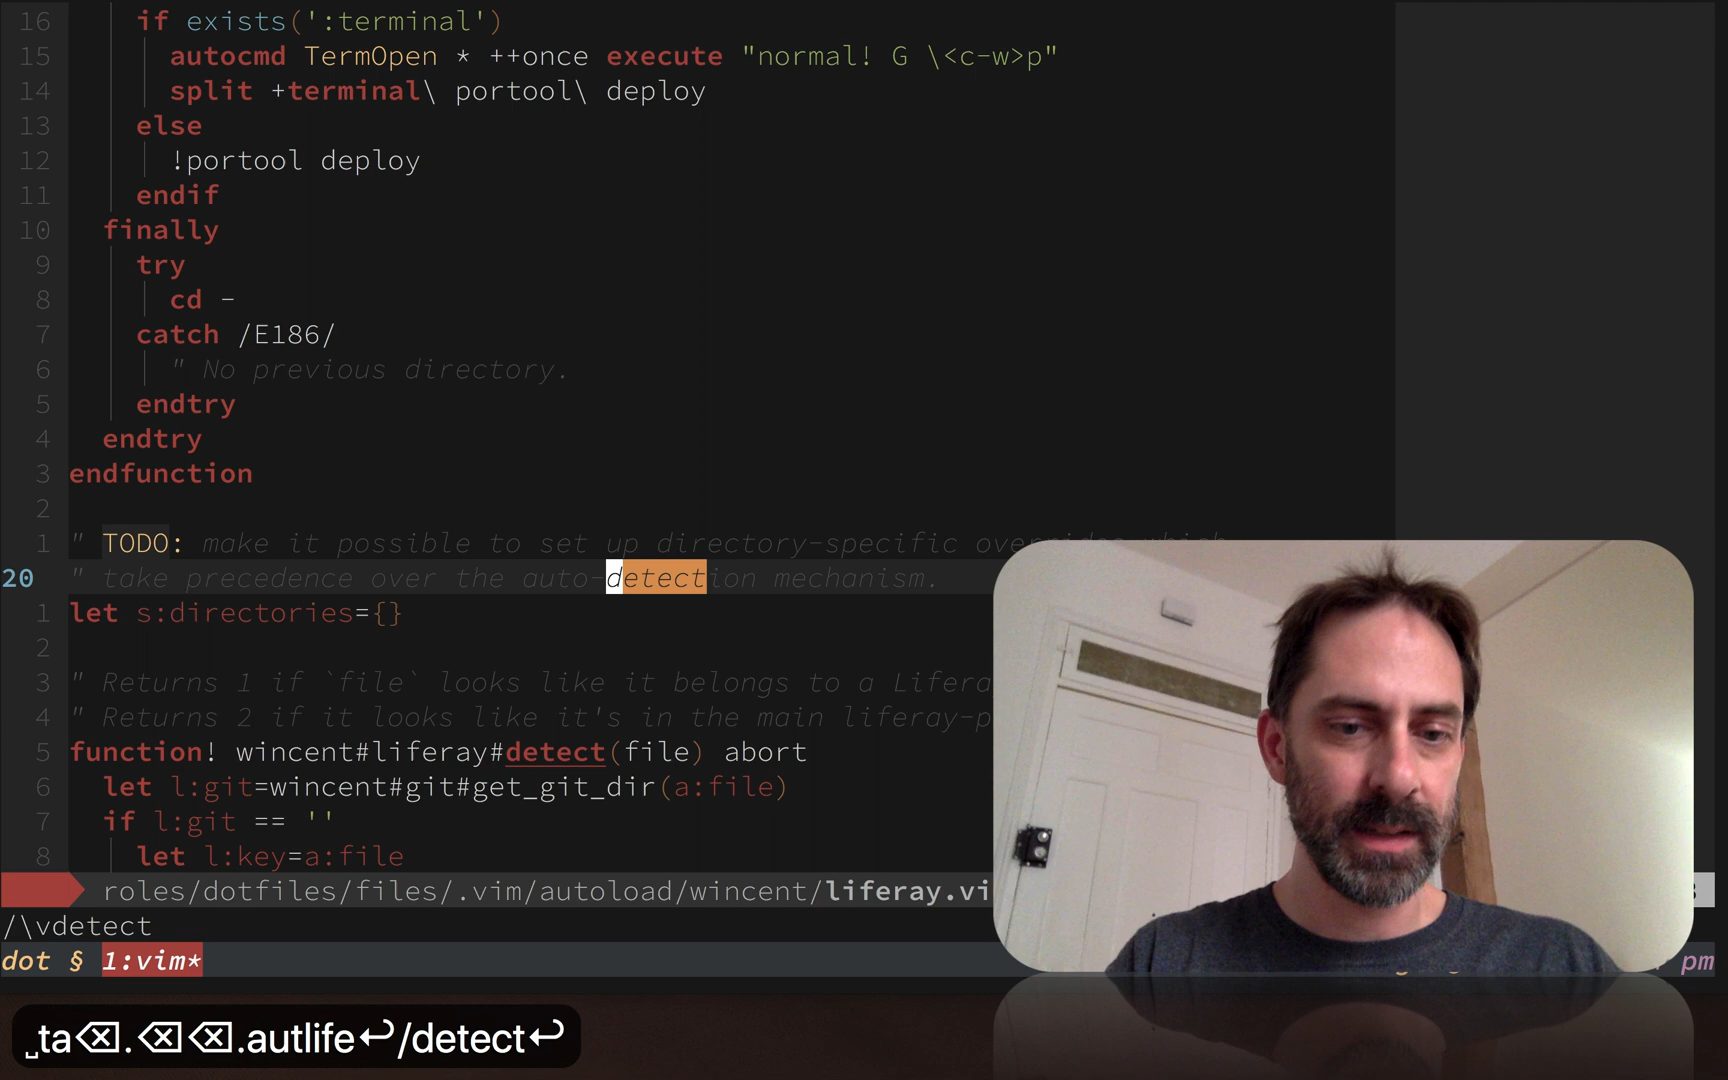 16 if exists(':terminal')
15 autocmd TermOpen * ++once execute "normal! G \<c-w>p"
14 split +terminal\ portool\ deploy
13 else
12 !portool deploy
11 endif
10 finally
9 try
8 cd -
7 catch /E186/
6 " No previous directory.
5 endtry
4 endtry
3 endfunction
2
1 " TODO: make it possible to set up directory-specific overrides which
20 " take precedence over the auto-detection mechanism.
1 let s:directories={}
2
3 " Returns 1 if `file` looks like it belongs to a Lifera
4 " Returns 2 if it looks like it's in the main liferay-p
5 function! wincent#liferay#detect(file) abort
6 let l:git=wincent#git#get_git_dir(a:file)
7 if l:git == ''
8 let l:key=a:file
roles/dotfiles/files/.vim/autoload/wincent/liferay.vi
/\vdetect
dot § 1:vim* pm
␣ta⌫.⌫⌫.autlife↩/detect↩